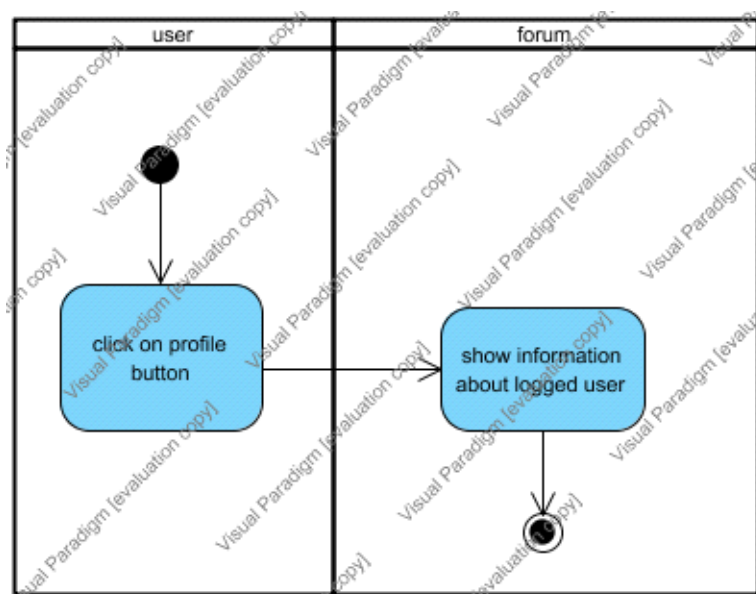 user
forum
click on profile
button
show information
about logged user
Visual Paradigm [evaluation copy]